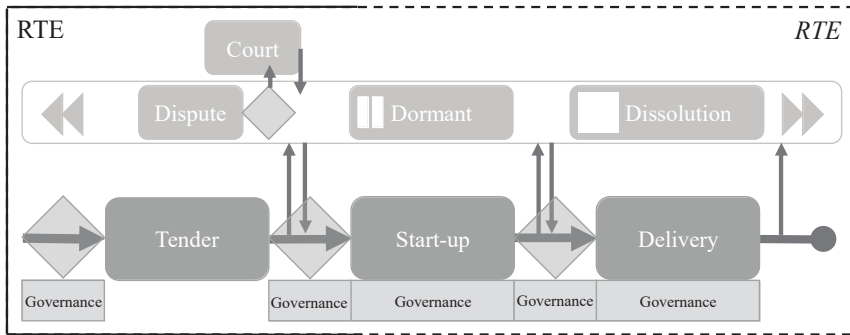 RTE
RTE
Court
Dispute
Dormant
Dissolution
Tender
Start-up
Delivery
Governance
Governance
Governance
Governance
Governance